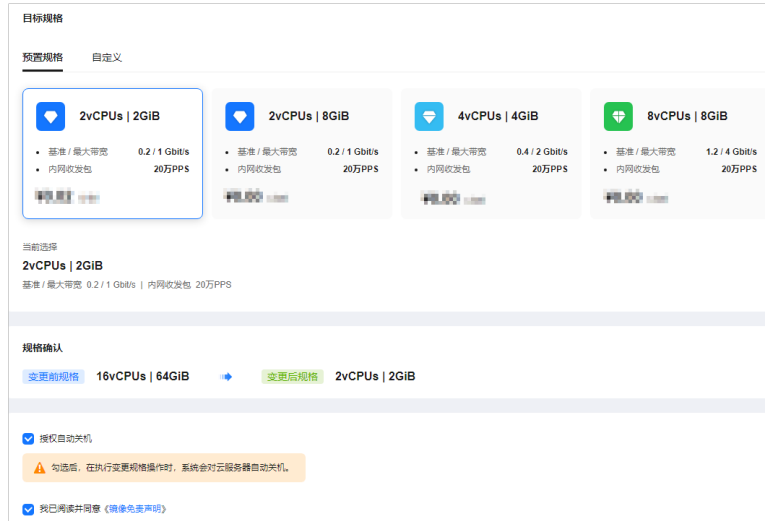 目标规格
预置规格 自定义
2vCPUs | 2GiB
基准 / 最大带宽 0.2 / 1 Gbit/s
内网收发包 20万PPS
2vCPUs | 8GiB
基准 / 最大带宽 0.2 / 1 Gbit/s
内网收发包 20万PPS
4vCPUs | 4GiB
基准 / 最大带宽 0.4 / 2 Gbit/s
内网收发包 20万PPS
8vCPUs | 8GiB
基准 / 最大带宽 1.2 / 4 Gbit/s
内网收发包 20万PPS
当前选择
2vCPUs | 2GiB
基准 / 最大带宽 0.2 / 1 Gbit/s | 内网收发包 20万PPS
规格确认
变更前规格 16vCPUs | 64GiB 变更后规格 2vCPUs | 2GiB
授权自动关机
勾选后，在执行变更规格操作时，系统会对云服务器自动关机。
我已阅读并同意《镜像免责声明》